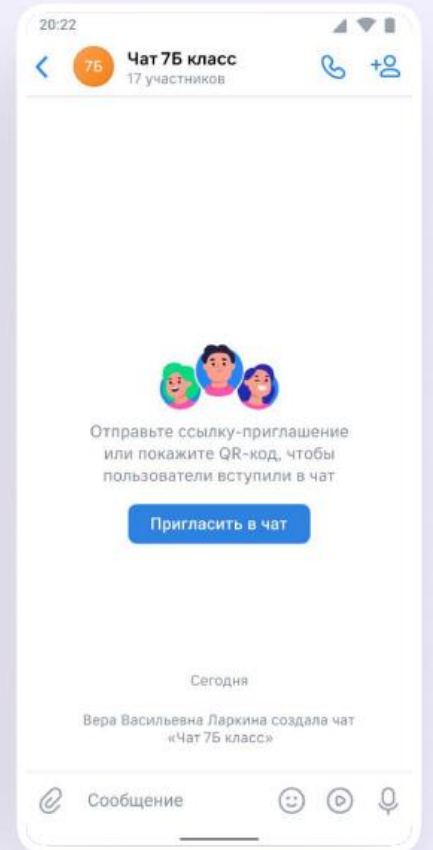 20:22
7Б
Чат 7Б класс
17 участников
Отправьте ссылку-приглашение
или покажите QR-код, чтобы
пользователи вступили в чат
Пригласить в чат
Сегодня
Вера Васильевна Ларкина создала чат
«Чат 7Б класс»
Сообщение